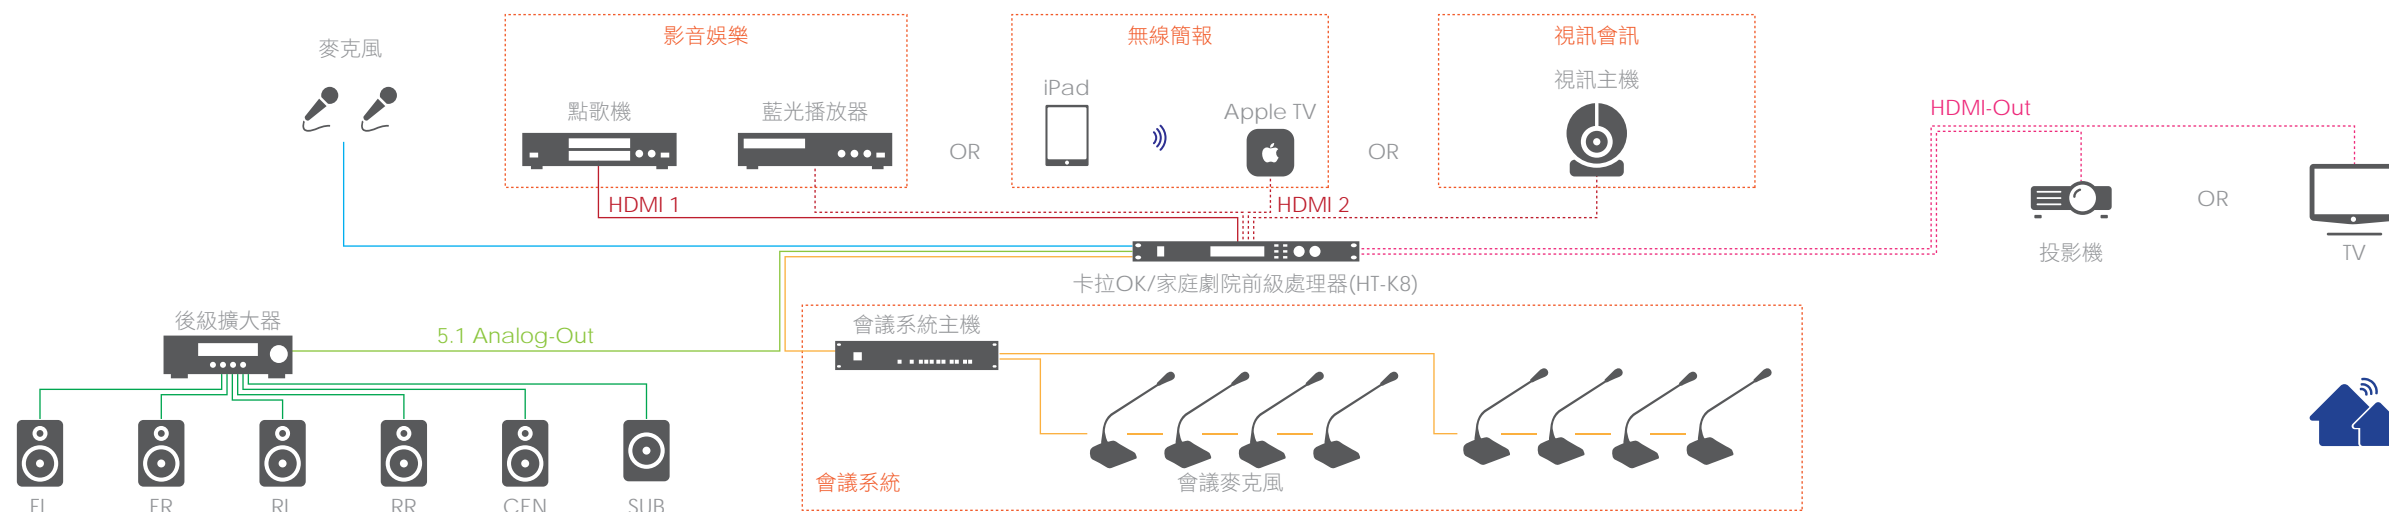 麥克風
影音娛樂
點歌機
藍光播放器
OR
無線簡報
iPad
Apple TV
OR
視訊會訊
視訊主機
HDMI-Out
HDMI 1
HDMI 2
投影機
OR
TV
卡拉OK/家庭劇院前級處理器(HT-K8)
後級擴大器
5.1 Analog-Out
會議系統主機
會議系統
會議麥克風
FL
FR
RL
RR
CEN
SUB